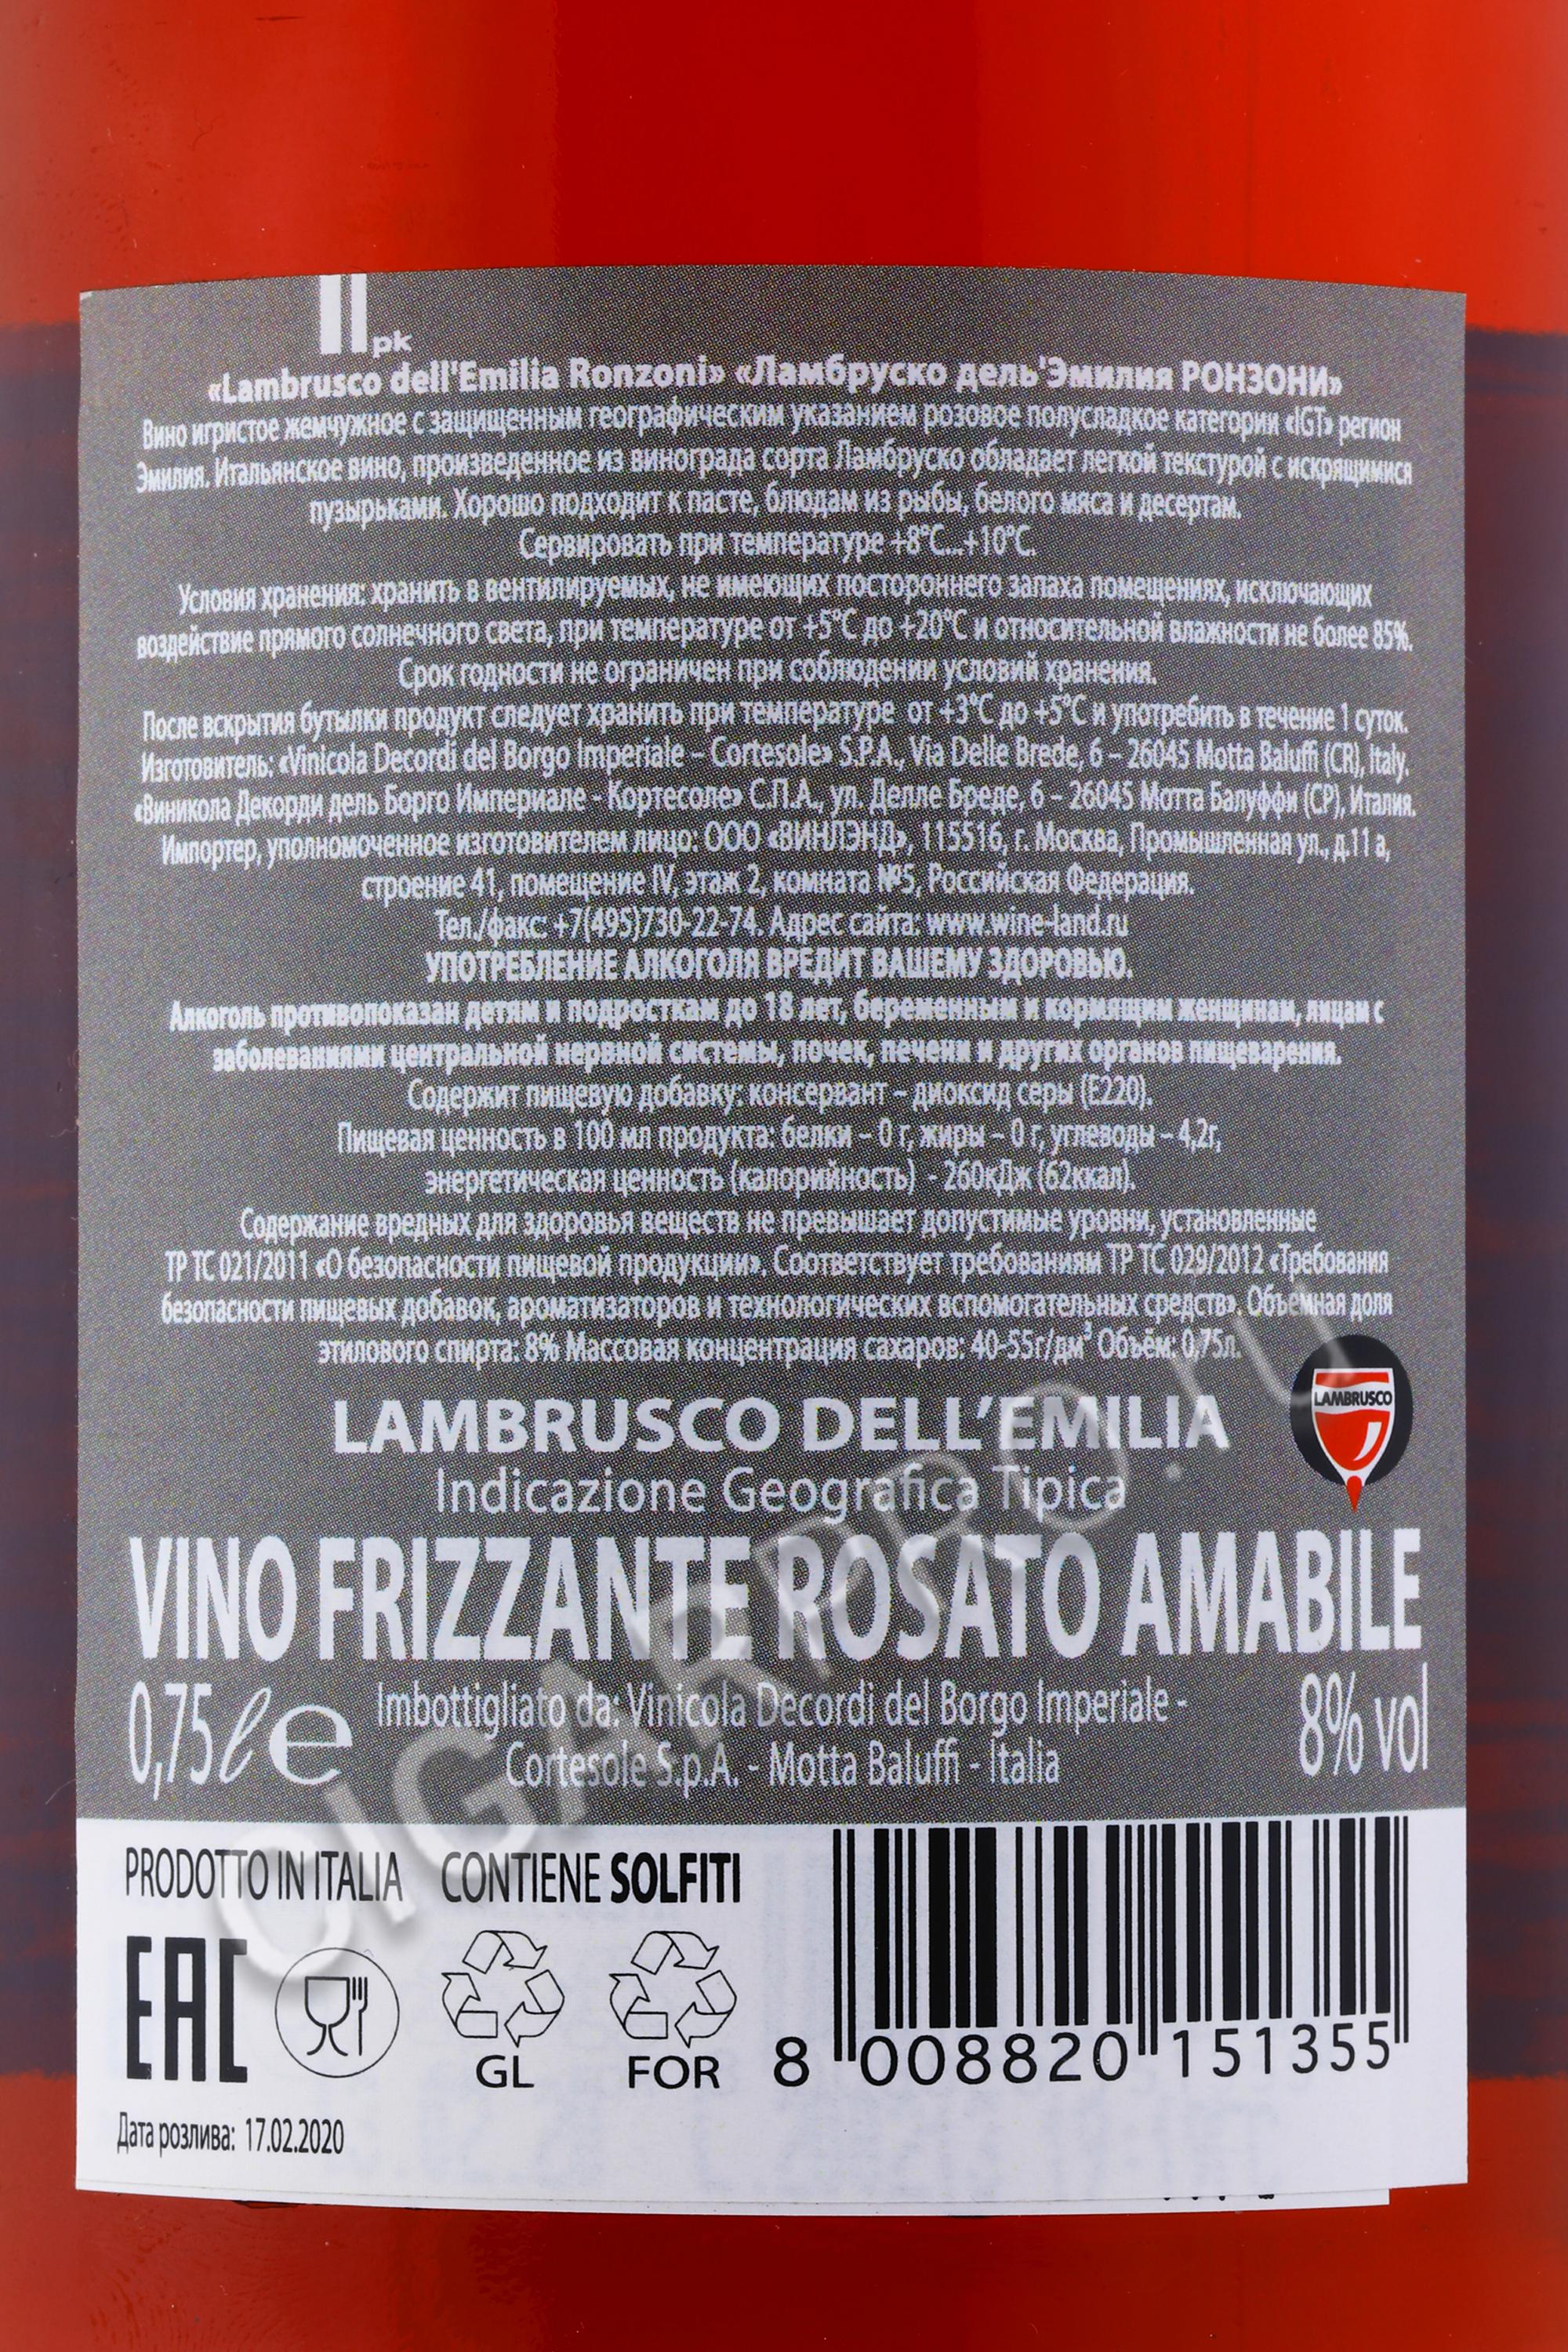 pk
«Lambrusco dell'Emilia Ronzoni» «Ламбруско дель'Эмилия РОНЗОНИ»
Вино игристое жемчужное с защищенным географическим указанием розовое полусладкое категории «IGT» регион
Эмилия. Итальянское вино, произведенное из винограда сорта Ламбруско обладает легкой текстурой с искрящимися
пузырьками. Хорошо подходит к пасте, блюдам из рыбы, белого мяса и десертам.
Сервировать при температуре +8°C...+10°C.
Условия хранения: хранить в вентилируемых, не имеющих постороннего запаха помещениях, исключающих
воздействие прямого солнечного света, при температуре от +5°C до +20°C и относительной влажности не более 85%.
Срок годности не ограничен при соблюдении условий хранения.
После вскрытия бутылки продукт следует хранить при температуре от +3°C до +5°C и употребить в течение 1 суток.
Изготовитель: «Vinicola Decordi del Borgo Imperiale – Cortesole» S.P.A., Via Delle Brede, 6 – 26045 Motta Baluffi (CR), Italy.
«Виникола Декорди дель Борго Империале - Кортесоле» С.П.А., ул. Делле Бреде, 6 – 26045 Мотта Балуффи (СР), Италия.
Импортер, уполномоченное изготовителем лицо: ООО «ВИНЛЭНД», 115516, г. Москва, Промышленная ул., д.11 а,
строение 41, помещение IV, этаж 2, комната №5, Российская Федерация.
Тел./факс: +7(495)730-22-74. Адрес сайта: www.wine-land.ru
УПОТРЕБЛЕНИЕ АЛКОГОЛЯ ВРЕДИТ ВАШЕМУ ЗДОРОВЬЮ.
Алкоголь противопоказан детям и подросткам до 18 лет, беременным и кормящим женщинам, лицам с
заболеваниями центральной нервной системы, почек, печени и других органов пищеварения.
Содержит пищевую добавку: консервант – диоксид серы (Е220).
Пищевая ценность в 100 мл продукта: белки – 0 г, жиры – 0 г, углеводы – 4,2г,
энергетическая ценность (калорийность) - 260кДж (62ккал).
Содержание вредных для здоровья веществ не превышает допустимые уровни, установленные
ТР ТС 021/2011 «О безопасности пищевой продукции». Соответствует требованиям ТР ТС 029/2012 «Требования
безопасности пищевых добавок, ароматизаторов и технологических вспомогательных средств». Объемная доля
этилового спирта: 8% Массовая концентрация сахаров: 40-55г/дм³ Объём: 0,75л.
LAMBRUSCO
LAMBRUSCO DELL'EMILIA
Indicazione Geografica Tipica
VINO FRIZZANTE ROSATO AMABILE
0,75 ℓ e
Imbottigliato da: Vinicola Decordi del Borgo Imperiale -
Cortesole S.p.A. - Motta Baluffi - Italia
8% vol
CIGARPRO.ru
PRODOTTO IN ITALIA CONTIENE SOLFITI
EAC
GL FOR
8 008820 151355
Дата розлива: 17.02.2020